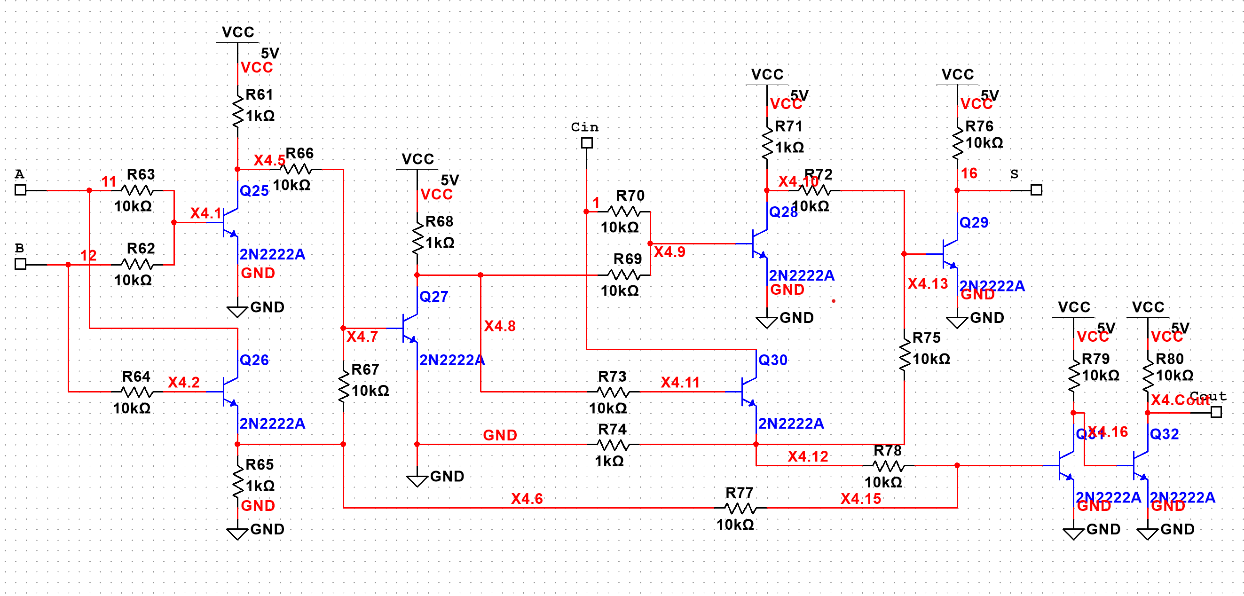 VCC
5V
VCC
R61
1kΩ
X4.5
R66
10kΩ
A
11
R63
10kΩ
X4.1
Q25
2N2222A
GND
GND
B
12
R62
10kΩ
Q26
R64
10kΩ
X4.2
2N2222A
R65
1kΩ
GND
GND
VCC
5V
VCC
R68
1kΩ
Q27
X4.7
2N2222A
R67
10kΩ
GND
X4.8
Cin
1
R70
10kΩ
R69
10kΩ
X4.9
VCC
5V
VCC
R71
1kΩ
X4.10
R72
10kΩ
Q28
2N2222A
GND
GND
VCC
5V
VCC
R76
10kΩ
16
S
Q29
X4.13
2N2222A
GND
GND
R75
10kΩ
Q30
R73
10kΩ
X4.11
2N2222A
GND
R74
1kΩ
X4.12
R78
10kΩ
X4.6
R77
10kΩ
X4.15
VCC
5V
VCC
R79
10kΩ
Q31
X4.16
2N2222A
GND
GND
VCC
5V
VCC
R80
10kΩ
X4.Cout
Cout
Q32
2N2222A
GND
GND